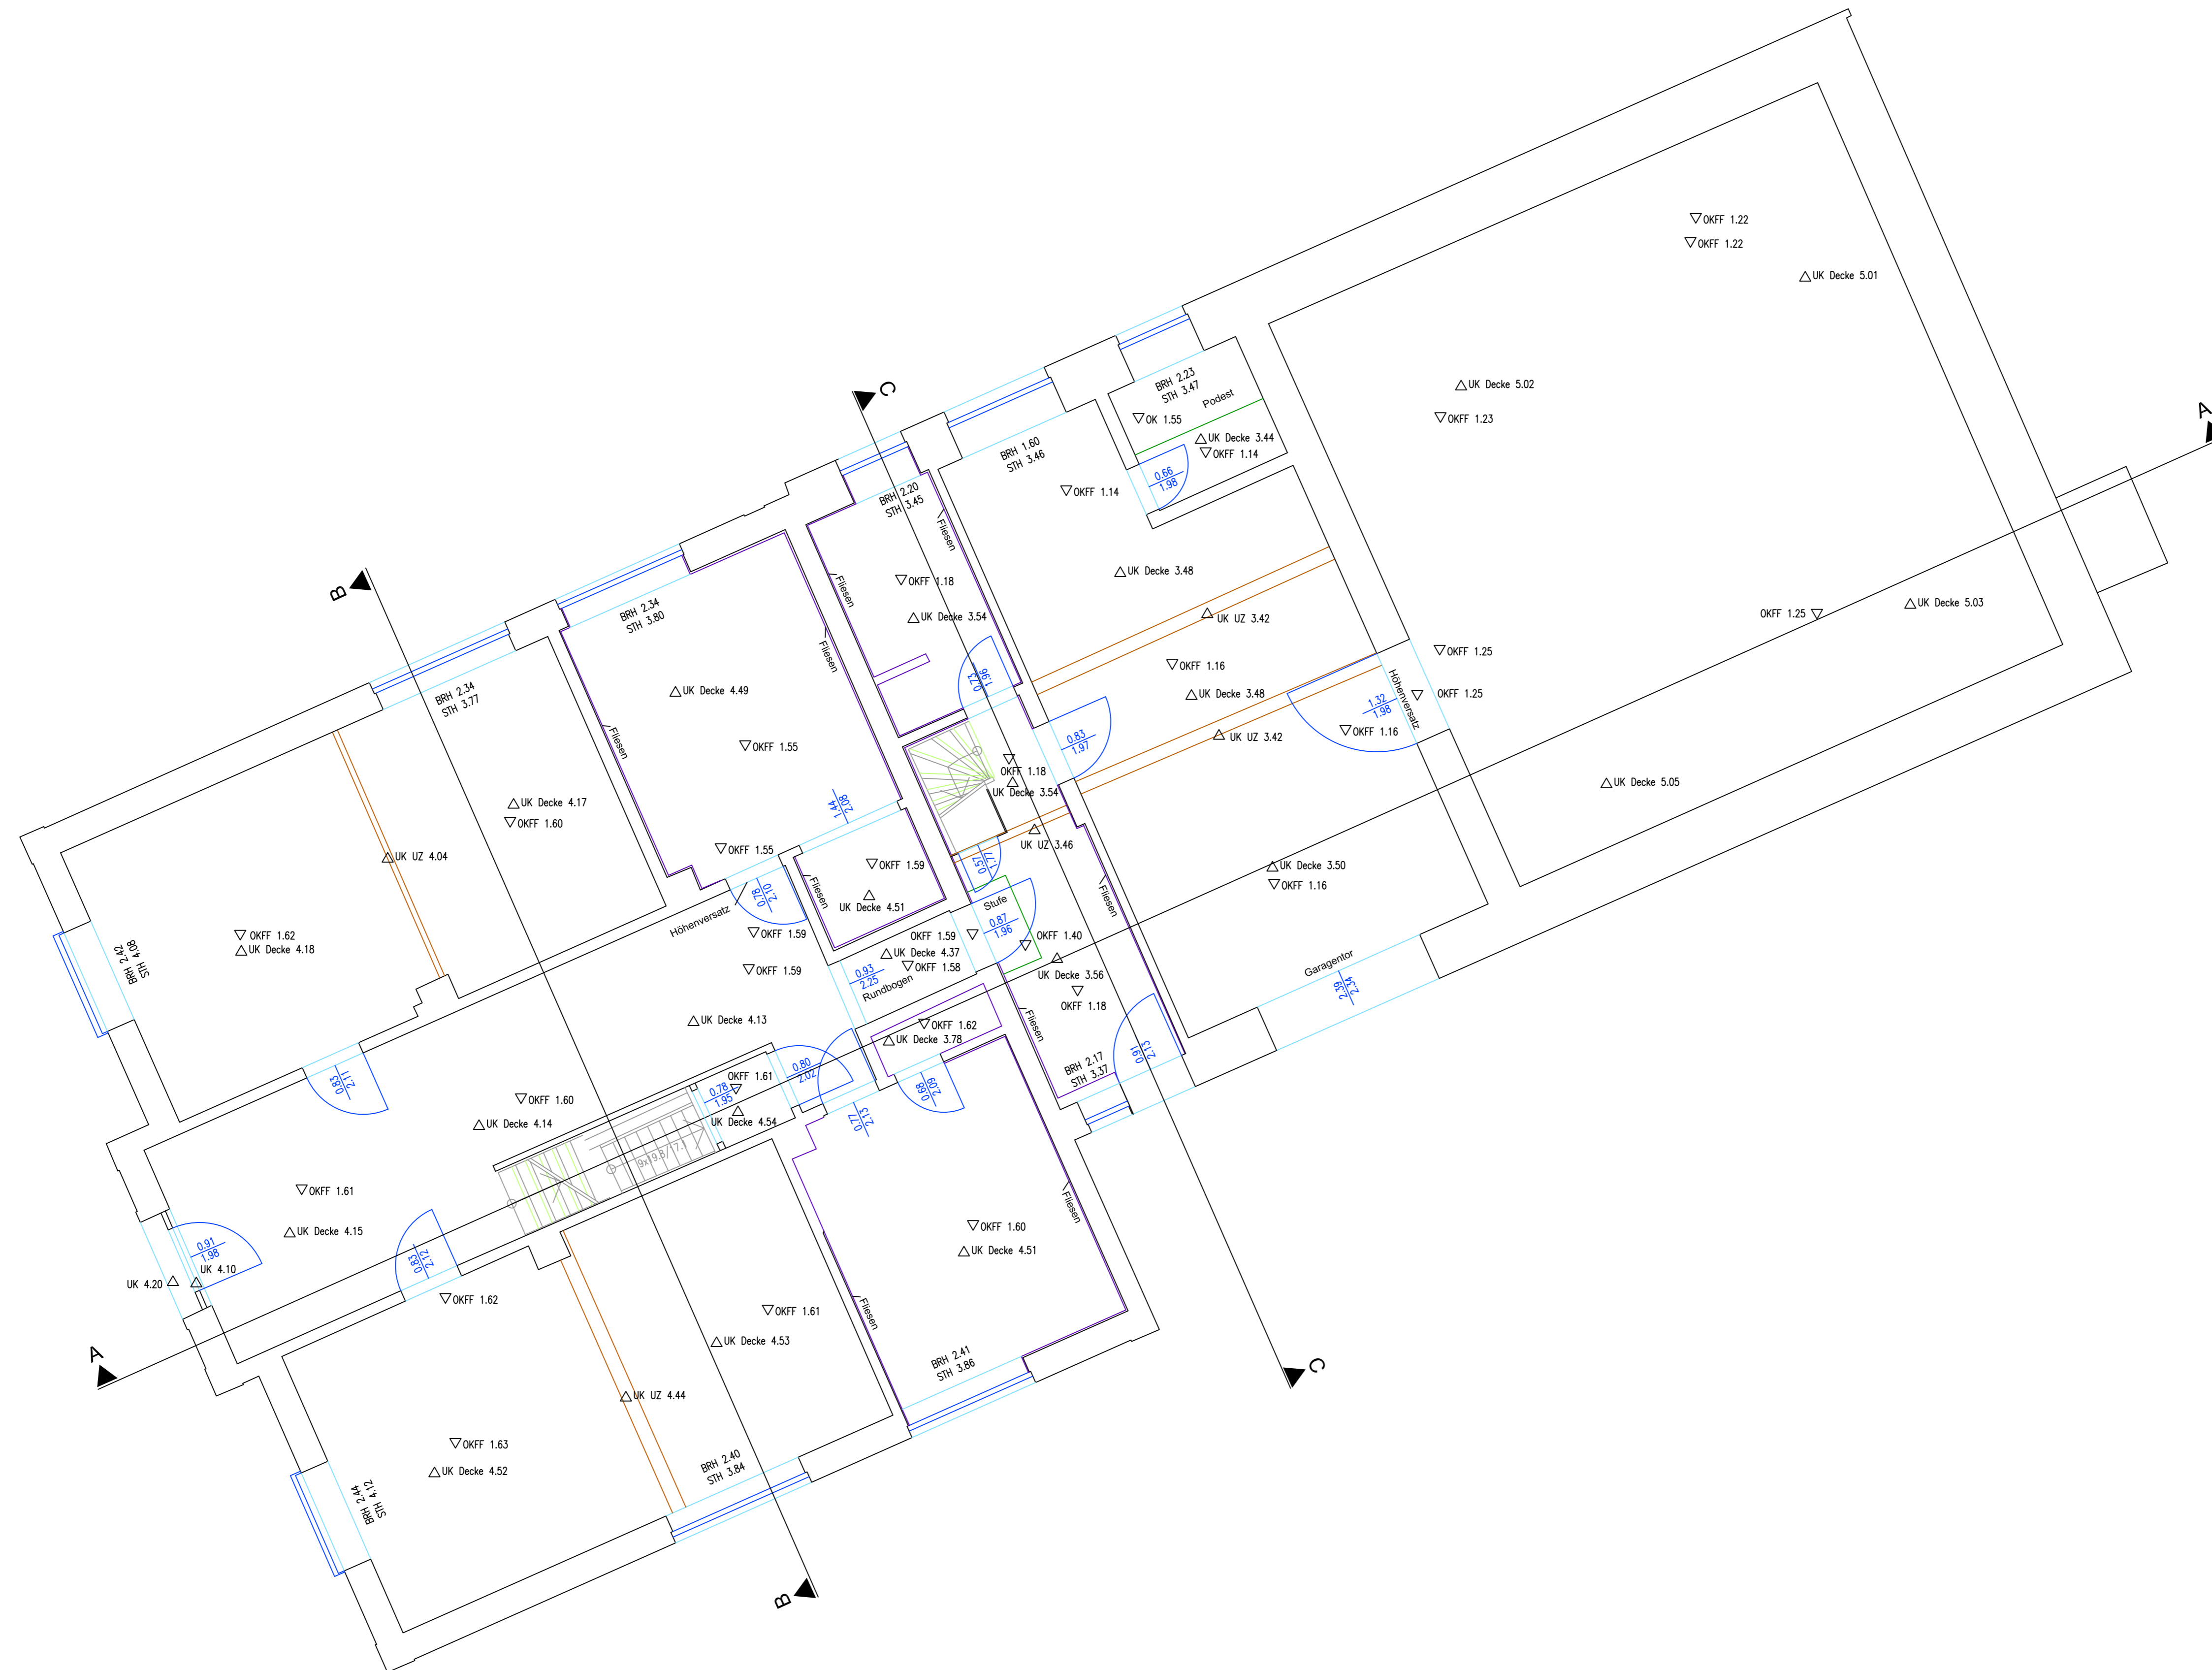 OKFF 1.22
OKFF 1.22
UK Decke 5.01
UK Decke 5.02
OKFF 1.23
A
C
BRH 2.23
STH 3.47
Podest
OK 1.55
UK Decke 3.44
OKFF 1.14
0.66
1.98
BRH 1.60
STH 3.46
OKFF 1.14
BRH 2.20
STH 3.45
Fliesen
Fliesen
OKFF 1.18
UK Decke 3.54
UK Decke 3.48
UK UZ 3.42
B
BRH 2.34
STH 3.80
Fliesen
OKFF 1.25
UK Decke 5.03
OKFF 1.25
OKFF 1.16
UK Decke 3.48
Höhenversatz
OKFF 1.25
1.32
1.98
OKFF 1.16
UK UZ 3.42
0.73
1.96
BRH 2.34
STH 3.77
UK Decke 4.49
Fliesen
OKFF 1.55
0.83
1.97
OKFF 1.18
UK Decke 3.54
UK Decke 5.05
UK Decke 4.17
OKFF 1.60
1.44
2.08
UK UZ 3.46
UK UZ 4.04
OKFF 1.55
OKFF 1.59
0.57
1.77
UK Decke 3.50
OKFF 1.16
0.78
2.10
Fliesen
UK Decke 4.51
Stufe
0.87
1.96
Fliesen
Höhenversatz
OKFF 1.59
OKFF 1.59
OKFF 1.40
OKFF 1.62
UK Decke 4.18
BRH 2.42
STH 4.08
UK Decke 4.37
OKFF 1.58
0.93
2.25
Rundbogen
OKFF 1.59
UK Decke 3.56
OKFF 1.18
Garagentor
2.39
2.34
UK Decke 4.13
OKFF 1.62
UK Decke 3.78
Fliesen
0.91
2.13
BRH 2.17
STH 3.37
0.83
2.11
0.80
2.02
OKFF 1.61
0.78
1.95
0.68
2.09
OKFF 1.60
UK Decke 4.14
UK Decke 4.54
0.77
2.13
9x19.8/17.1
OKFF 1.61
UK Decke 4.15
Fliesen
OKFF 1.60
UK Decke 4.51
0.91
1.98
UK 4.10
UK 4.20
0.83
2.12
OKFF 1.62
OKFF 1.61
Fliesen
UK Decke 4.53
A
BRH 2.41
STH 3.86
C
UK UZ 4.44
OKFF 1.63
UK Decke 4.52
BRH 2.40
STH 3.84
BRH 2.44
STH 4.12
B